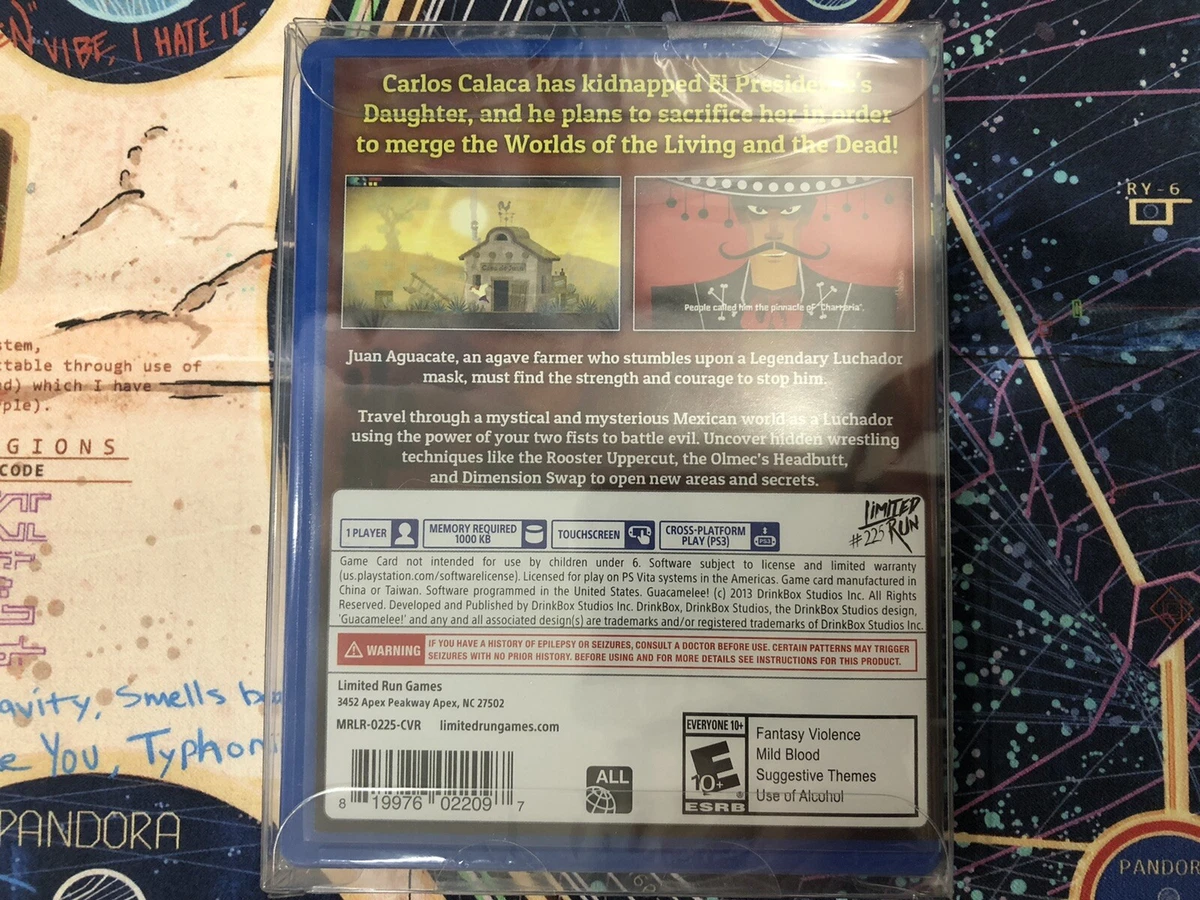 EN" VIBE, I HATE IT
Carlos Calaca has kidnapped El Presidente's
Daughter, and he plans to sacrifice her in order
to merge the Worlds of the Living and the Dead!
People called him the pinnacle of "Charreria".
Juan Aguacate, an agave farmer who stumbles upon a Legendary Luchador
mask, must find the strength and courage to stop him.
Travel through a mystical and mysterious Mexican world as a Luchador
using the power of your two fists to battle evil. Uncover hidden wrestling
techniques like the Rooster Uppercut, the Olmec's Headbutt,
and Dimension Swap to open new areas and secrets.
1 PLAYER
MEMORY REQUIRED
1000 KB
TOUCHSCREEN
CROSS-PLATFORM
PLAY (PS3)
PS3
LIMITED
RUN
#225
Game Card not intended for use by children under 6. Software subject to license and limited warranty
(us.playstation.com/softwarelicense). Licensed for play on PS Vita systems in the Americas. Game card manufactured in
China or Taiwan. Software programmed in the United States. Guacamelee! (c) 2013 DrinkBox Studios Inc. All Rights
Reserved. Developed and Published by DrinkBox Studios Inc. DrinkBox, DrinkBox Studios, the DrinkBox Studios design,
'Guacamelee!' and any and all associated design(s) are trademarks and/or registered trademarks of DrinkBox Studios Inc.
WARNING
IF YOU HAVE A HISTORY OF EPILEPSY OR SEIZURES, CONSULT A DOCTOR BEFORE USE. CERTAIN PATTERNS MAY TRIGGER
SEIZURES WITH NO PRIOR HISTORY. BEFORE USING AND FOR MORE DETAILS SEE INSTRUCTIONS FOR THIS PRODUCT.
Limited Run Games
3452 Apex Peakway Apex, NC 27502
MRLR-0225-CVR limitedrungames.com
8 19976 02209 7
ALL
EVERYONE 10+
E
10+
ESRB
Fantasy Violence
Mild Blood
Suggestive Themes
Use of Alcohol
stem,
ttable through use of
d) which I have
ple).
GIONS
CODE
avity, Smells
e You, Typhon
PANDORA
RY-6
PANDOR